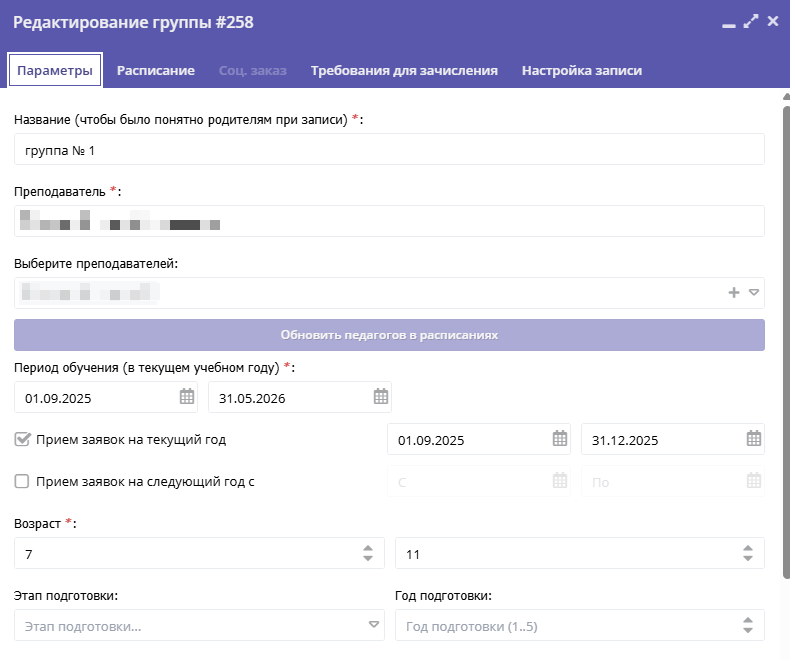 Редактирование группы #258
Параметры Расписание Соц. заказ Требования для зачисления Настройка записи
Название (чтобы было понятно родителям при записи) *:
группа № 1
Преподаватель *:
Выберите преподавателей:
Обновить педагогов в расписаниях
Период обучения (в текущем учебном году) *:
01.09.2025 31.05.2026
Прием заявок на текущий год 01.09.2025 31.12.2025
Прием заявок на следующий год с С По
Возраст *:
7 11
Этап подготовки: Год подготовки:
Этап подготовки... Год подготовки (1..5)